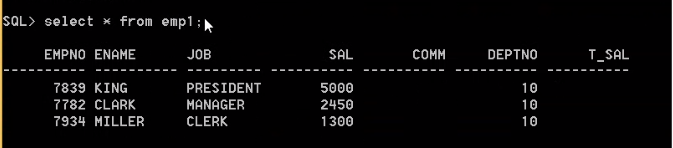 SQL> select * from emp1;
EMPNO ENAME JOB SAL COMM DEPTNO T_SAL
---------- ---------- --------- ---------- ---------- ---------- ----------
7839 KING PRESIDENT 5000 10
7782 CLARK MANAGER 2450 10
7934 MILLER CLERK 1300 10